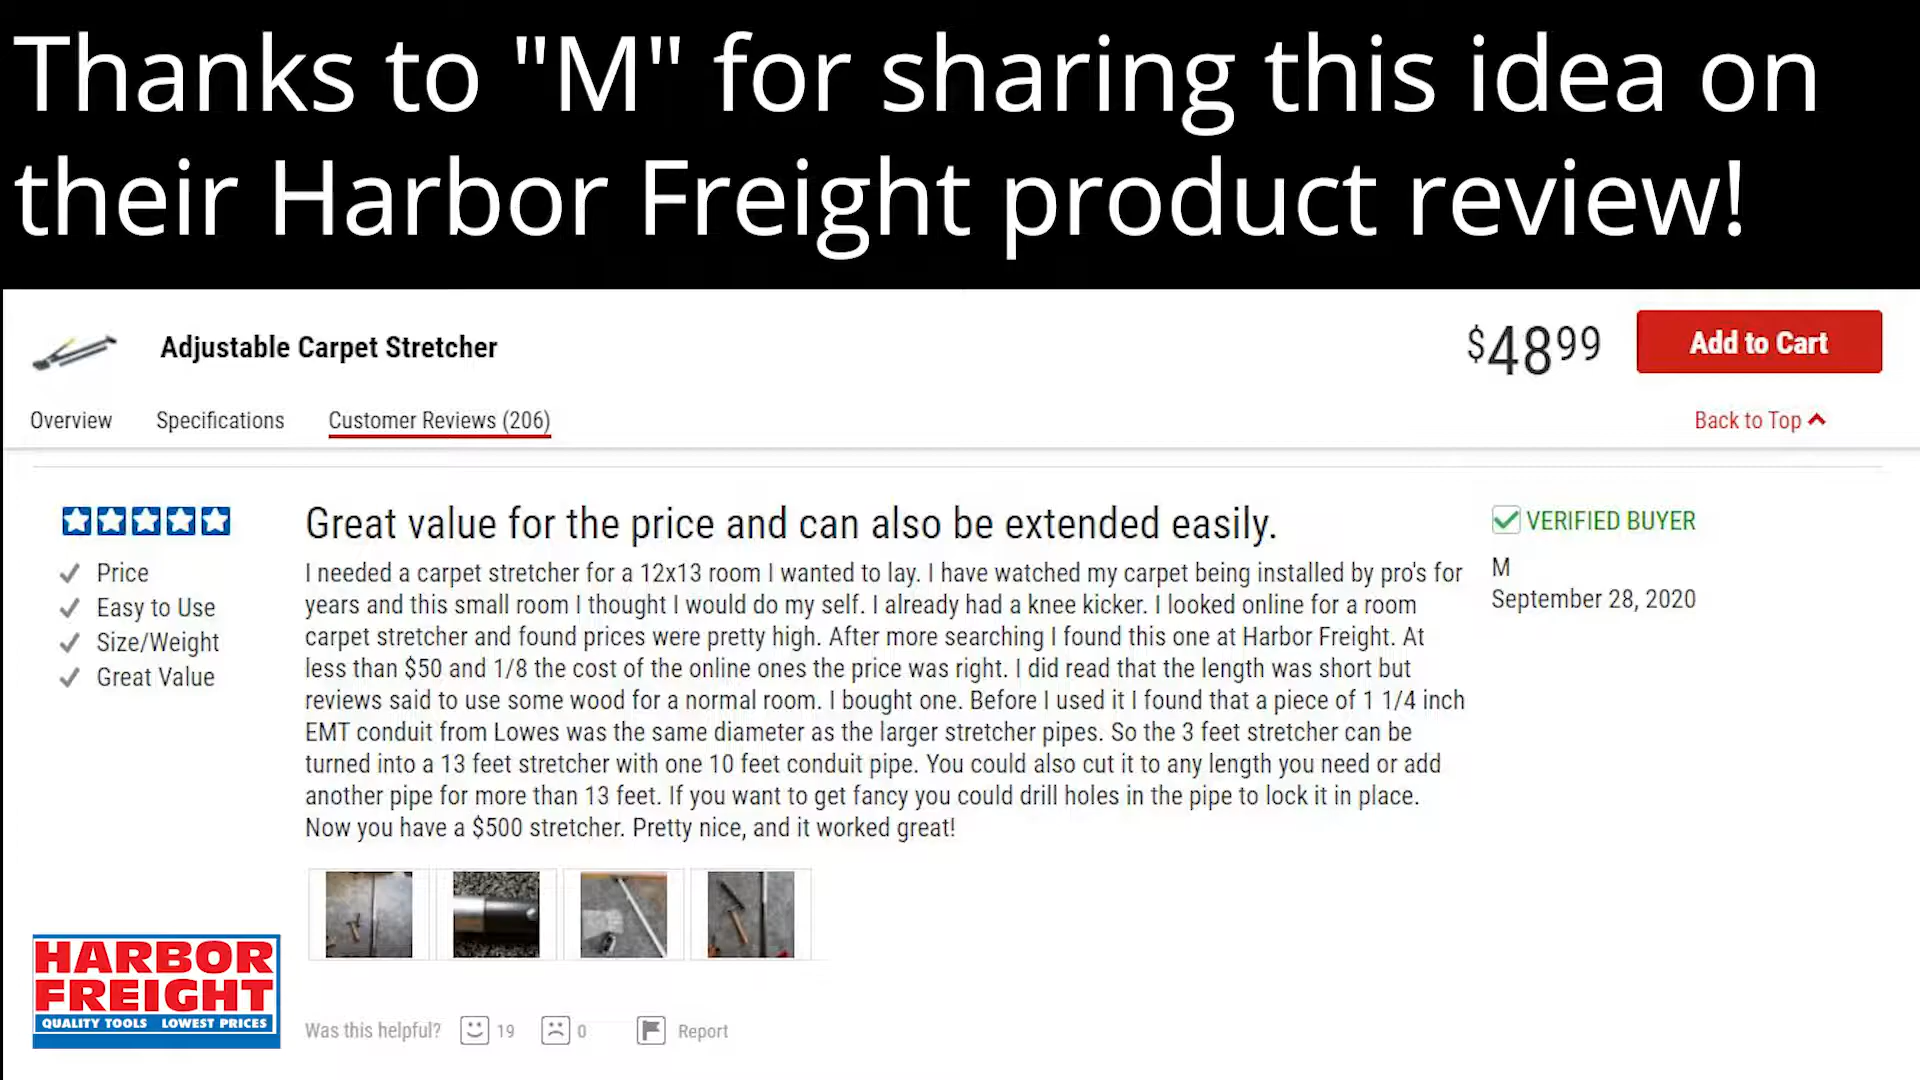 Thanks to "M" for sharing this idea on
their Harbor Freight product review!
Adjustable Carpet Stretcher
$48 99
Add to Cart
Overview
Specifications
Customer Reviews (206)
Back to Top
Great value for the price and can also be extended easily.
VERIFIED BUYER
M
September 28, 2020
Price
Easy to Use
Size/Weight
Great Value
I needed a carpet stretcher for a 12x13 room I wanted to lay. I have watched my carpet being installed by pro's for
years and this small room I thought I would do my self. I already had a knee kicker. I looked online for a room
carpet stretcher and found prices were pretty high. After more searching I found this one at Harbor Freight. At
less than $50 and 1/8 the cost of the online ones the price was right. I did read that the length was short but
reviews said to use some wood for a normal room. I bought one. Before I used it I found that a piece of 1 1/4 inch
EMT conduit from Lowes was the same diameter as the larger stretcher pipes. So the 3 feet stretcher can be
turned into a 13 feet stretcher with one 10 feet conduit pipe. You could also cut it to any length you need or add
another pipe for more than 13 feet. If you want to get fancy you could drill holes in the pipe to lock it in place.
Now you have a $500 stretcher. Pretty nice, and it worked great!
HARBOR
FREIGHT
QUALITY TOOLS LOWEST PRICES
Was this helpful?
19
0
Report